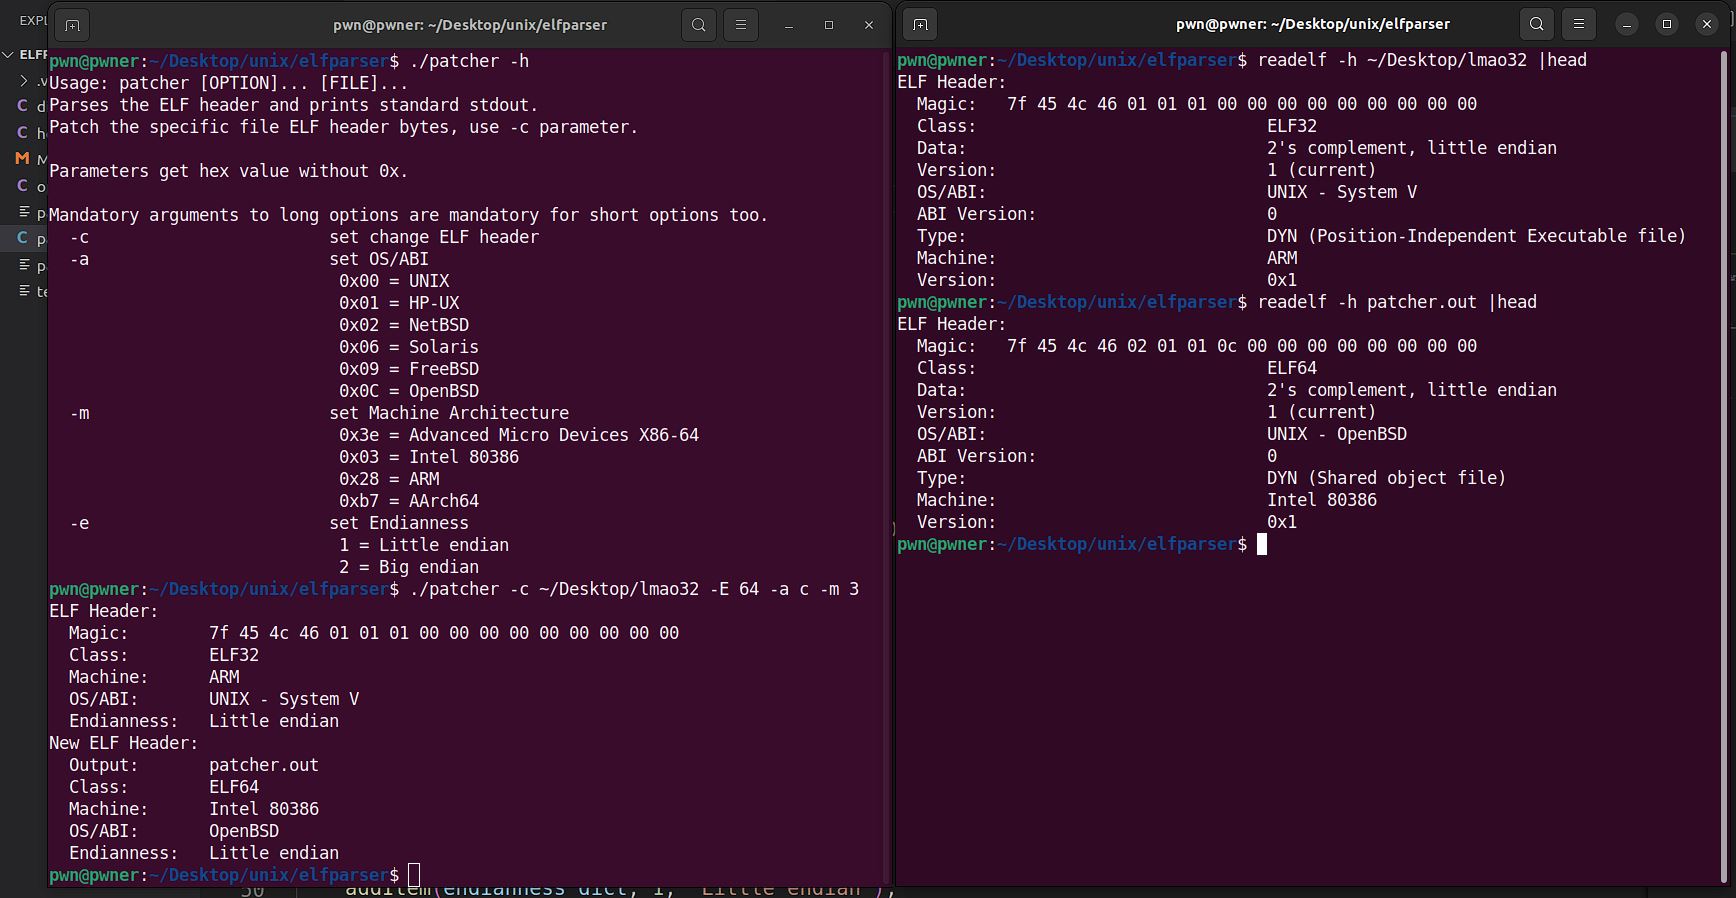 EXPL
ELFP
.v
C d
C h
M M
C o
p
C p
p
te
pwn@pwner: ~/Desktop/unix/elfparser
pwn@pwner:~/Desktop/unix/elfparser$ ./patcher -h
Usage: patcher [OPTION]... [FILE]...
Parses the ELF header and prints standard stdout.
Patch the specific file ELF header bytes, use -c parameter.
Parameters get hex value without 0x.
Mandatory arguments to long options are mandatory for short options too.
-c set change ELF header
-a set OS/ABI
0x00 = UNIX
0x01 = HP-UX
0x02 = NetBSD
0x06 = Solaris
0x09 = FreeBSD
0x0C = OpenBSD
-m set Machine Architecture
0x3e = Advanced Micro Devices X86-64
0x03 = Intel 80386
0x28 = ARM
0xb7 = AArch64
-e set Endianness
1 = Little endian
2 = Big endian
pwn@pwner:~/Desktop/unix/elfparser$ ./patcher -c ~/Desktop/lmao32 -E 64 -a c -m 3
ELF Header:
Magic: 7f 45 4c 46 01 01 01 00 00 00 00 00 00 00 00 00
Class: ELF32
Machine: ARM
OS/ABI: UNIX - System V
Endianness: Little endian
New ELF Header:
Output: patcher.out
Class: ELF64
Machine: Intel 80386
OS/ABI: OpenBSD
Endianness: Little endian
pwn@pwner:~/Desktop/unix/elfparser$
50 addItem(endianness_dict, 1, "Little endian");
pwn@pwner: ~/Desktop/unix/elfparser
pwn@pwner:~/Desktop/unix/elfparser$ readelf -h ~/Desktop/lmao32 |head
ELF Header:
Magic: 7f 45 4c 46 01 01 01 00 00 00 00 00 00 00 00 00
Class: ELF32
Data: 2's complement, little endian
Version: 1 (current)
OS/ABI: UNIX - System V
ABI Version: 0
Type: DYN (Position-Independent Executable file)
Machine: ARM
Version: 0x1
pwn@pwner:~/Desktop/unix/elfparser$ readelf -h patcher.out |head
ELF Header:
Magic: 7f 45 4c 46 02 01 01 0c 00 00 00 00 00 00 00 00
Class: ELF64
Data: 2's complement, little endian
Version: 1 (current)
OS/ABI: UNIX - OpenBSD
ABI Version: 0
Type: DYN (Shared object file)
Machine: Intel 80386
Version: 0x1
pwn@pwner:~/Desktop/unix/elfparser$